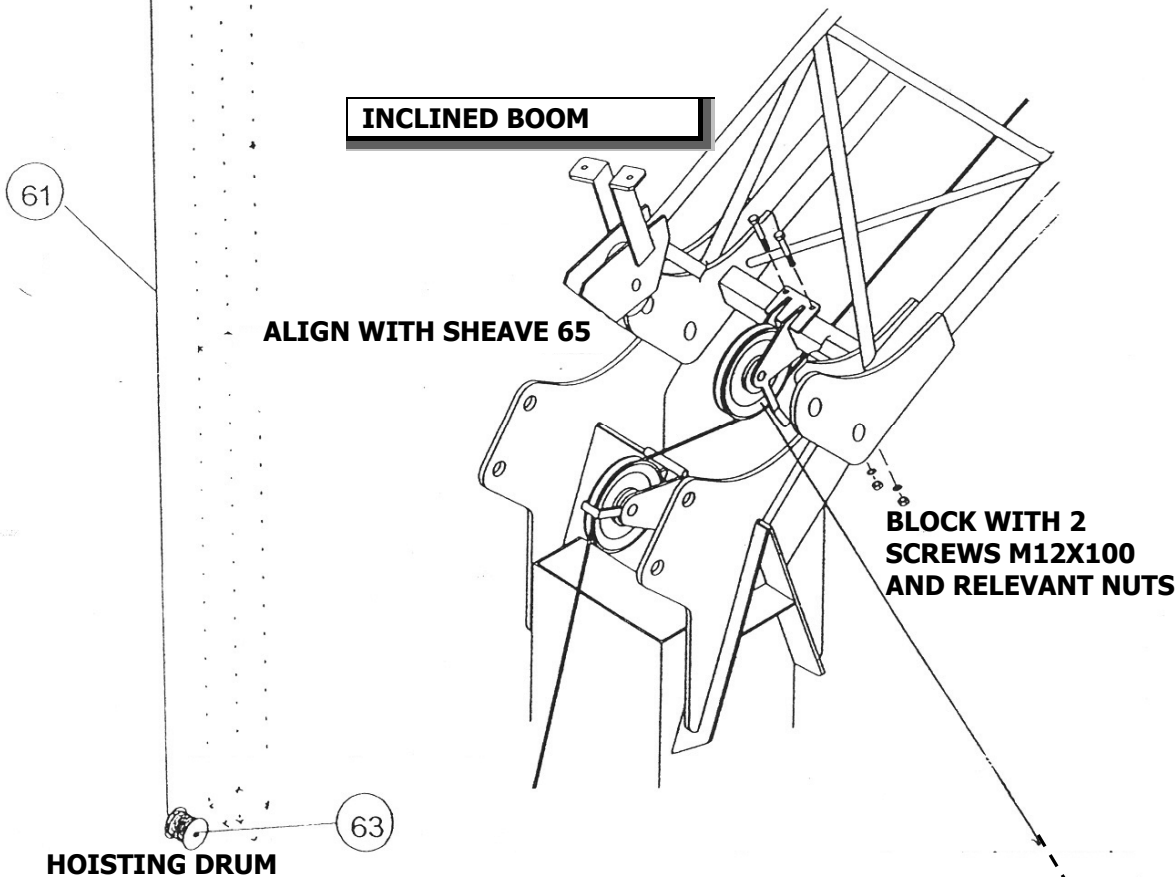 INCLINED BOOM
61
ALIGN WITH SHEAVE 65
BLOCK WITH 2
SCREWS M12X100
AND RELEVANT NUTS
63
HOISTING DRUM